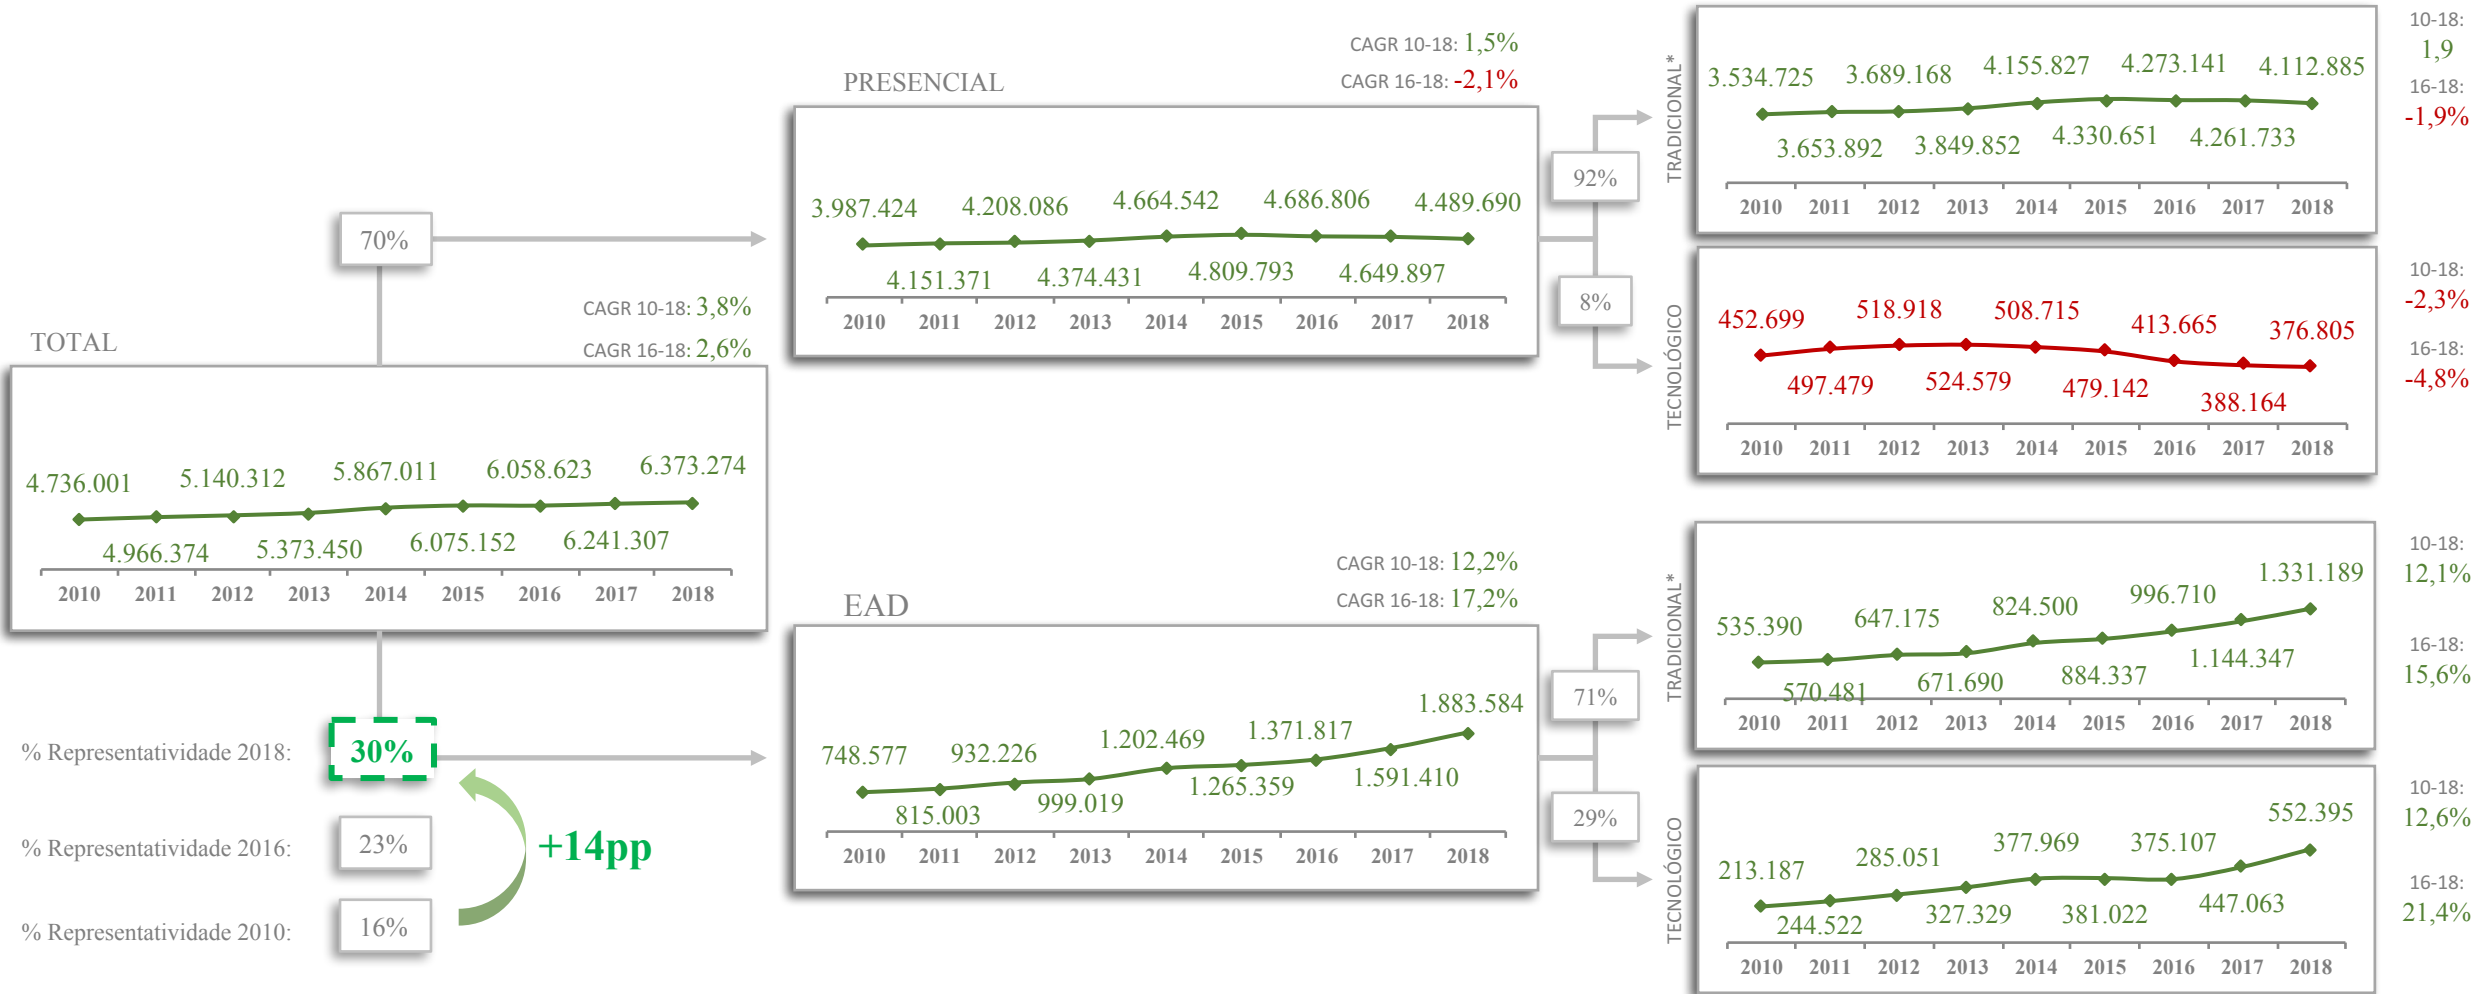 TOTAL
CAGR 10-18: 3,8%
CAGR 16-18: 2,6%
4.736.001 5.140.312 5.867.011 6.058.623 6.373.274
4.966.374 5.373.450 6.075.152 6.241.307
2010 2011 2012 2013 2014 2015 2016 2017 2018
70%
% Representatividade 2018: 30%
% Representatividade 2016: 23%
% Representatividade 2010: 16%
+14pp
PRESENCIAL
CAGR 10-18: 1,5%
CAGR 16-18: -2,1%
3.987.424 4.208.086 4.664.542 4.686.806 4.489.690
4.151.371 4.374.431 4.809.793 4.649.897
2010 2011 2012 2013 2014 2015 2016 2017 2018
92%
8%
TRADICIONAL*
3.534.725 3.689.168 4.155.827 4.273.141 4.112.885
3.653.892 3.849.852 4.330.651 4.261.733
2010 2011 2012 2013 2014 2015 2016 2017 2018
10-18:
1,9
16-18:
-1,9%
TECNOLÓGICO
452.699 518.918 508.715 413.665 376.805
497.479 524.579 479.142 388.164
2010 2011 2012 2013 2014 2015 2016 2017 2018
10-18:
-2,3%
16-18:
-4,8%
EAD
CAGR 10-18: 12,2%
CAGR 16-18: 17,2%
748.577 932.226 1.202.469 1.371.817 1.883.584
815.003 999.019 1.265.359 1.591.410
2010 2011 2012 2013 2014 2015 2016 2017 2018
71%
29%
TRADICIONAL*
535.390 647.175 824.500 996.710 1.331.189
570.481 671.690 884.337 1.144.347
2010 2011 2012 2013 2014 2015 2016 2017 2018
10-18:
12,1%
16-18:
15,6%
TECNOLÓGICO
213.187 285.051 377.969 375.107 552.395
244.522 327.329 381.022 447.063
2010 2011 2012 2013 2014 2015 2016 2017 2018
10-18:
12,6%
16-18:
21,4%